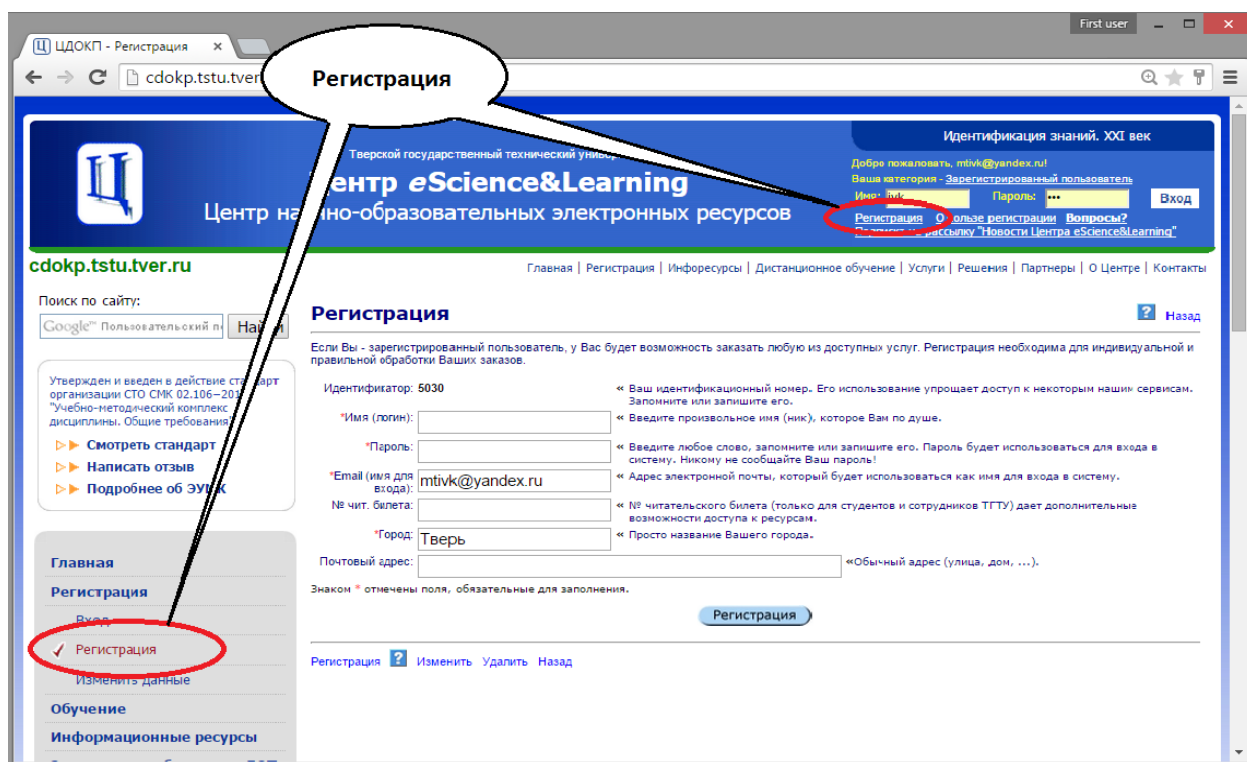 First user
ЦДОКП - Регистрация
cdokp.tstu.tver
Регистрация
Идентификация знаний. XXI век
Тверской государственный технический
Добро пожаловать, mtivk@yandex.ru!
Ваша категория - Зарегистрированный пользователь
eScience&Learning
Имя: ivk Пароль: ••• Вход
образовательных электронных ресурсов
Центр
Регистрация О пользе регистрации Вопросы?
рассылку "Новости Центра eScience&Learning"
cdokp.tstu.tver.ru
Главная | Регистрация | Инфоресурсы | Дистанционное обучение | Услуги | Решения | Партнеры | О Центре | Контакты
Поиск по сайту:
Google™ Пользовательский
Регистрация
? Назад
Если Вы - зарегистрированный пользователь, у Вас будет возможность заказать любую из доступных услуг. Регистрация необходима для индивидуальной и
правильной обработки Ваших заказов.
Утвержден и введен в действие стандарт
организации СТО СМК 02.106–201
"Учебно-методический комплекс
дисциплины. Общие требования"
Смотреть стандарт
Написать отзыв
Подробнее об
Идентификатор: 5030 « Ваш идентификационный номер. Его использование упрощает доступ к некоторым нашим сервисам.
Запомните или запишите его.
*Имя (логин): « Введите произвольное имя (ник), которое Вам по душе.
*Пароль: « Введите любое слово, запомните или запишите его. Пароль будет использоваться для входа в
систему. Никому не сообщайте Ваш пароль!
*Email (имя для
входа): mtivk@yandex.ru « Адрес электронной почты, который будет использоваться как имя для входа в систему.
№ чит. билета: « № читательского билета (только для студентов и сотрудников ТГТУ) дает дополнительные
возможности доступа к ресурсам.
*Город: Тверь « Просто название Вашего города.
Почтовый адрес: «Обычный адрес (улица, дом, ...).
Знаком * отмечены поля, обязательные для заполнения.
Регистрация
Регистрация ? Изменить Удалить Назад
Главная
Регистрация
Вход
Регистрация
Изменить данные
Обучение
Информационные ресурсы